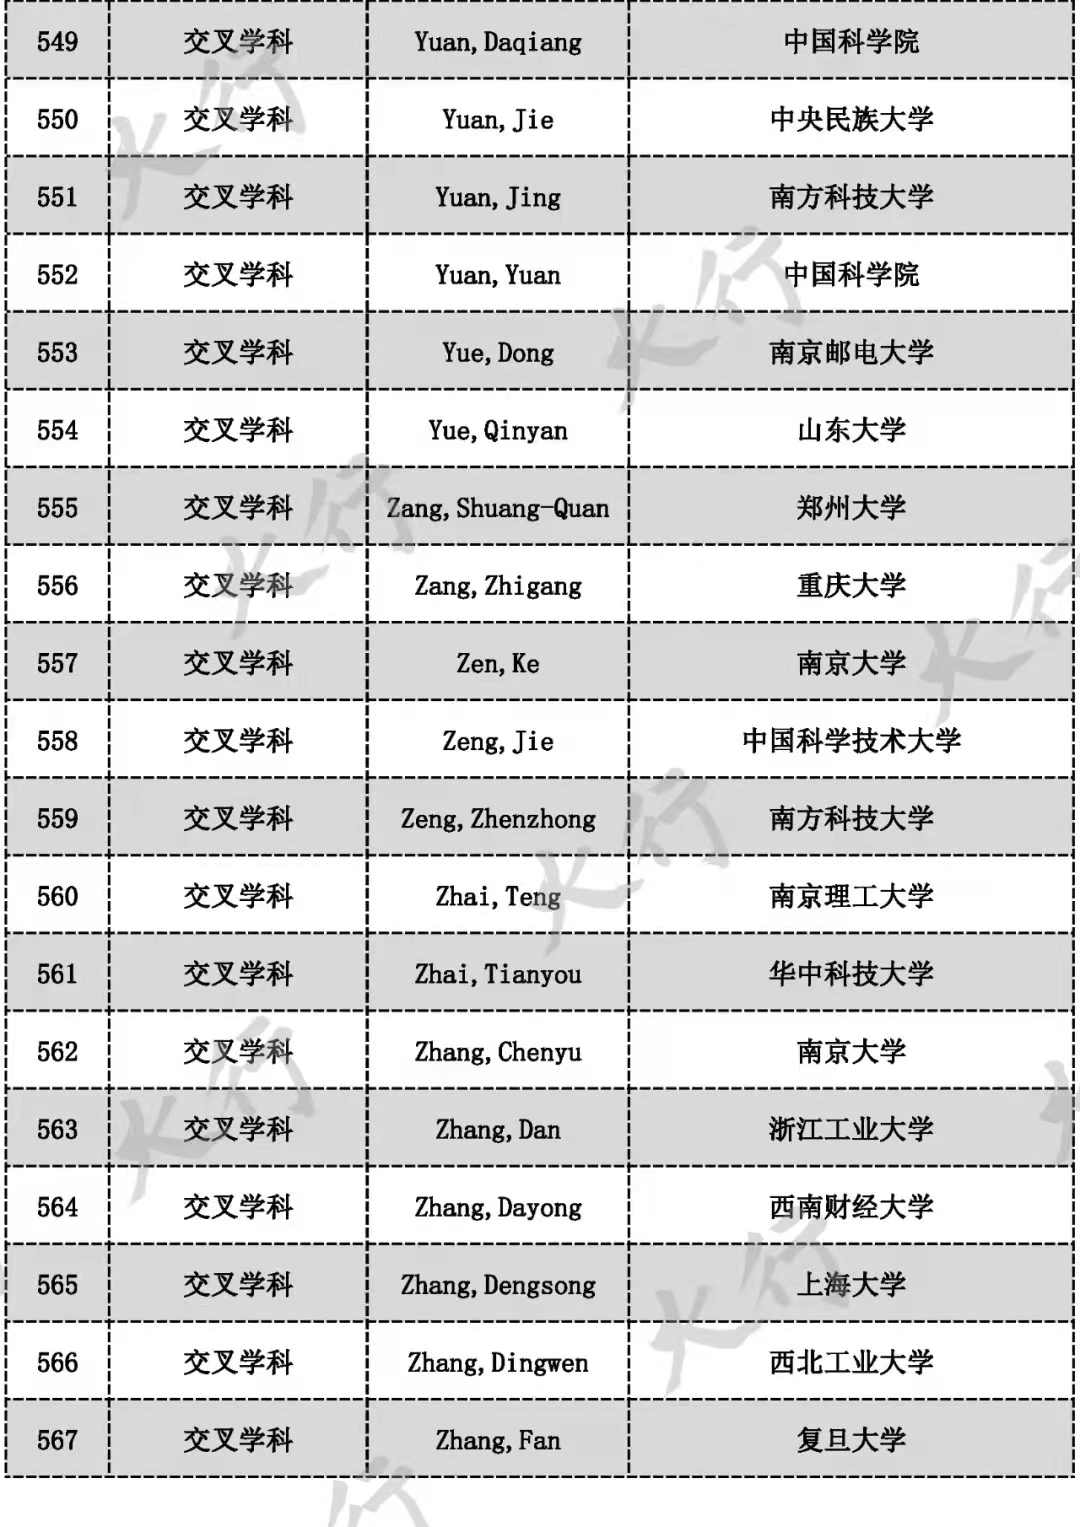 549 交叉学科 Yuan,Daqiang 中国科学院
550 交叉学科 Yuan,Jie 中央民族大学
551 交叉学科 Yuan,Jing 南方科技大学
552 交叉学科 Yuan,Yuan 中国科学院
553 交叉学科 Yue,Dong 南京邮电大学
554 交叉学科 Yue,Qinyan 山东大学
555 交叉学科 Zang,Shuang-Quan 郑州大学
556 交叉学科 Zang,Zhigang 重庆大学
557 交叉学科 Zen,Ke 南京大学
558 交叉学科 Zeng,Jie 中国科学技术大学
559 交叉学科 Zeng,Zhenzhong 南方科技大学
560 交叉学科 Zhai,Teng 南京理工大学
561 交叉学科 Zhai,Tianyou 华中科技大学
562 交叉学科 Zhang,Chenyu 南京大学
563 交叉学科 Zhang,Dan 浙江工业大学
564 交叉学科 Zhang,Dayong 西南财经大学
565 交叉学科 Zhang,Dengsong 上海大学
566 交叉学科 Zhang,Dingwen 西北工业大学
567 交叉学科 Zhang,Fan 复旦大学